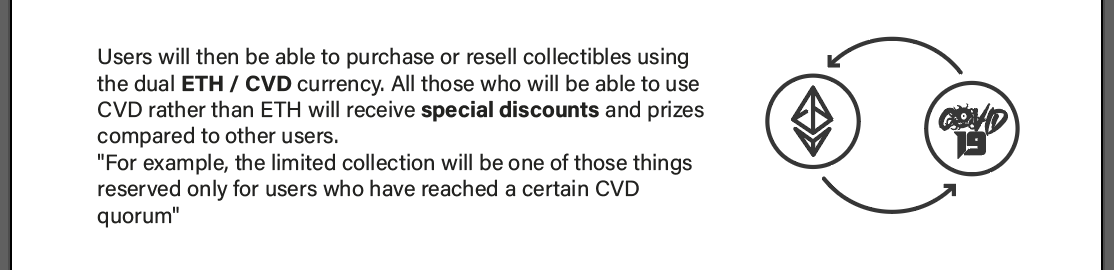 Users will then be able to purchase or resell collectibles using
the dual ETH / CVD currency. All those who will be able to use
CVD rather than ETH will receive special discounts and prizes
compared to other users.
"For example, the limited collection will be one of those things
reserved only for users who have reached a certain CVD
quorum"
COVID
19